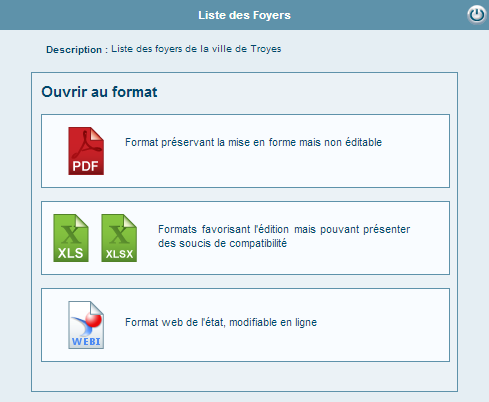 Liste des Foyers
Description : Liste des foyers de la ville de Troyes
Ouvrir au format
PDF
Format préservant la mise en forme mais non éditable
XLS
XLSX
Formats favorisant l'édition mais pouvant présenter
des soucis de compatibilité
WEBI
Format web de l'état, modifiable en ligne